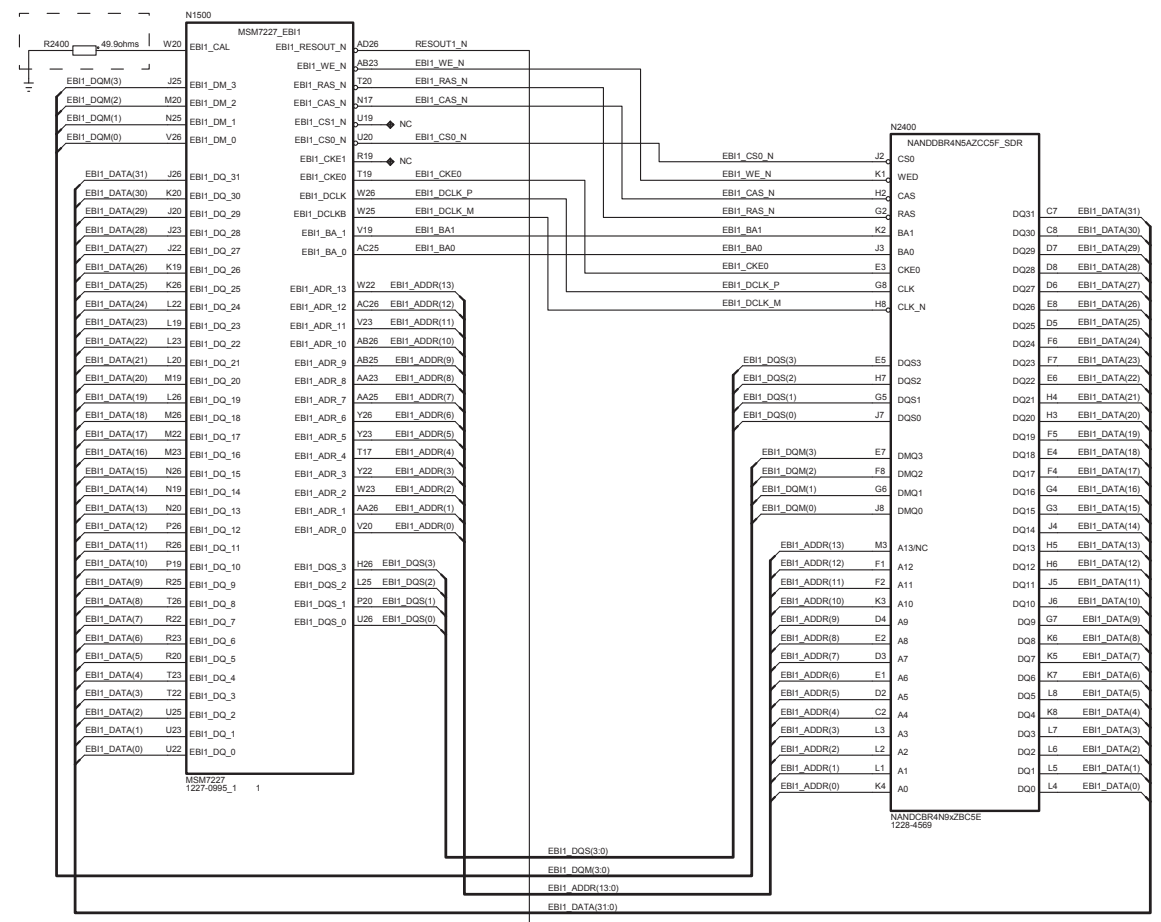 N1500
MSM7227_EBI1
R2400 49.9ohms W20 EBI1_CAL
EBI1_DQM(3) J25 EBI1_DM_3
EBI1_DQM(2) M20 EBI1_DM_2
EBI1_DQM(1) N25 EBI1_DM_1
EBI1_DQM(0) V26 EBI1_DM_0
EBI1_DATA(31) J26 EBI1_DQ_31
EBI1_DATA(30) K20 EBI1_DQ_30
EBI1_DATA(29) J20 EBI1_DQ_29
EBI1_DATA(28) J23 EBI1_DQ_28
EBI1_DATA(27) J22 EBI1_DQ_27
EBI1_DATA(26) K19 EBI1_DQ_26
EBI1_DATA(25) K26 EBI1_DQ_25
EBI1_DATA(24) L22 EBI1_DQ_24
EBI1_DATA(23) L19 EBI1_DQ_23
EBI1_DATA(22) L23 EBI1_DQ_22
EBI1_DATA(21) L20 EBI1_DQ_21
EBI1_DATA(20) M19 EBI1_DQ_20
EBI1_DATA(19) L26 EBI1_DQ_19
EBI1_DATA(18) M26 EBI1_DQ_18
EBI1_DATA(17) M22 EBI1_DQ_17
EBI1_DATA(16) M23 EBI1_DQ_16
EBI1_DATA(15) N26 EBI1_DQ_15
EBI1_DATA(14) N19 EBI1_DQ_14
EBI1_DATA(13) N20 EBI1_DQ_13
EBI1_DATA(12) P26 EBI1_DQ_12
EBI1_DATA(11) R26 EBI1_DQ_11
EBI1_DATA(10) P19 EBI1_DQ_10
EBI1_DATA(9) R25 EBI1_DQ_9
EBI1_DATA(8) T26 EBI1_DQ_8
EBI1_DATA(7) R22 EBI1_DQ_7
EBI1_DATA(6) R23 EBI1_DQ_6
EBI1_DATA(5) R20 EBI1_DQ_5
EBI1_DATA(4) T23 EBI1_DQ_4
EBI1_DATA(3) T22 EBI1_DQ_3
EBI1_DATA(2) U25 EBI1_DQ_2
EBI1_DATA(1) U23 EBI1_DQ_1
EBI1_DATA(0) U22 EBI1_DQ_0
EBI1_RESOUT_N AD26 RESOUT1_N
EBI1_WE_N AB23 EBI1_WE_N
EBI1_RAS_N T20 EBI1_RAS_N
EBI1_CAS_N N17 EBI1_CAS_N
EBI1_CS1_N U19 NC
EBI1_CS0_N U20 EBI1_CS0_N
EBI1_CKE1 R19 NC
EBI1_CKE0 T19 EBI1_CKE0
EBI1_DCLK W26 EBI1_DCLK_P
EBI1_DCLKB W25 EBI1_DCLK_M
EBI1_BA_1 V19 EBI1_BA1
EBI1_BA_0 AC25 EBI1_BA0
EBI1_ADR_13 W22 EBI1_ADDR(13)
EBI1_ADR_12 AC26 EBI1_ADDR(12)
EBI1_ADR_11 V23 EBI1_ADDR(11)
EBI1_ADR_10 AB26 EBI1_ADDR(10)
EBI1_ADR_9 AB25 EBI1_ADDR(9)
EBI1_ADR_8 AA23 EBI1_ADDR(8)
EBI1_ADR_7 AA25 EBI1_ADDR(7)
EBI1_ADR_6 Y26 EBI1_ADDR(6)
EBI1_ADR_5 Y23 EBI1_ADDR(5)
EBI1_ADR_4 T17 EBI1_ADDR(4)
EBI1_ADR_3 Y22 EBI1_ADDR(3)
EBI1_ADR_2 W23 EBI1_ADDR(2)
EBI1_ADR_1 AA26 EBI1_ADDR(1)
EBI1_ADR_0 V20 EBI1_ADDR(0)
EBI1_DQS_3 H26 EBI1_DQS(3)
EBI1_DQS_2 L25 EBI1_DQS(2)
EBI1_DQS_1 P20 EBI1_DQS(1)
EBI1_DQS_0 U26 EBI1_DQS(0)
MSM7227
1227-0995_1 1
N2400
NANDDBR4N5AZCC5F_SDR
EBI1_CS0_N J2 CS0
EBI1_WE_N K1 WED
EBI1_CAS_N H2 CAS
EBI1_RAS_N G2 RAS
EBI1_BA1 K2 BA1
EBI1_BA0 J3 BA0
EBI1_CKE0 E3 CKE0
EBI1_DCLK_P G8 CLK
EBI1_DCLK_M H8 CLK_N
EBI1_DQS(3) E5 DQS3
EBI1_DQS(2) H7 DQS2
EBI1_DQS(1) G5 DQS1
EBI1_DQS(0) J7 DQS0
EBI1_DQM(3) E7 DMQ3
EBI1_DQM(2) F8 DMQ2
EBI1_DQM(1) G6 DMQ1
EBI1_DQM(0) J8 DMQ0
EBI1_ADDR(13) M3 A13/NC
EBI1_ADDR(12) F1 A12
EBI1_ADDR(11) F2 A11
EBI1_ADDR(10) K3 A10
EBI1_ADDR(9) D4 A9
EBI1_ADDR(8) E2 A8
EBI1_ADDR(7) D3 A7
EBI1_ADDR(6) E1 A6
EBI1_ADDR(5) D2 A5
EBI1_ADDR(4) C2 A4
EBI1_ADDR(3) L3 A3
EBI1_ADDR(2) L2 A2
EBI1_ADDR(1) L1 A1
EBI1_ADDR(0) K4 A0
DQ31 C7 EBI1_DATA(31)
DQ30 C8 EBI1_DATA(30)
DQ29 D7 EBI1_DATA(29)
DQ28 D8 EBI1_DATA(28)
DQ27 D6 EBI1_DATA(27)
DQ26 E8 EBI1_DATA(26)
DQ25 D5 EBI1_DATA(25)
DQ24 F6 EBI1_DATA(24)
DQ23 F7 EBI1_DATA(23)
DQ22 E6 EBI1_DATA(22)
DQ21 H4 EBI1_DATA(21)
DQ20 H3 EBI1_DATA(20)
DQ19 F5 EBI1_DATA(19)
DQ18 E4 EBI1_DATA(18)
DQ17 F4 EBI1_DATA(17)
DQ16 G4 EBI1_DATA(16)
DQ15 G3 EBI1_DATA(15)
DQ14 J4 EBI1_DATA(14)
DQ13 H5 EBI1_DATA(13)
DQ12 H6 EBI1_DATA(12)
DQ11 J5 EBI1_DATA(11)
DQ10 J6 EBI1_DATA(10)
DQ9 G7 EBI1_DATA(9)
DQ8 K6 EBI1_DATA(8)
DQ7 K5 EBI1_DATA(7)
DQ6 K7 EBI1_DATA(6)
DQ5 L8 EBI1_DATA(5)
DQ4 K8 EBI1_DATA(4)
DQ3 L7 EBI1_DATA(3)
DQ2 L6 EBI1_DATA(2)
DQ1 L5 EBI1_DATA(1)
DQ0 L4 EBI1_DATA(0)
NANDCBR4N9xZBC5E
1228-4569
EBI1_DQS(3:0)
EBI1_DQM(3:0)
EBI1_ADDR(13:0)
EBI1_DATA(31:0)